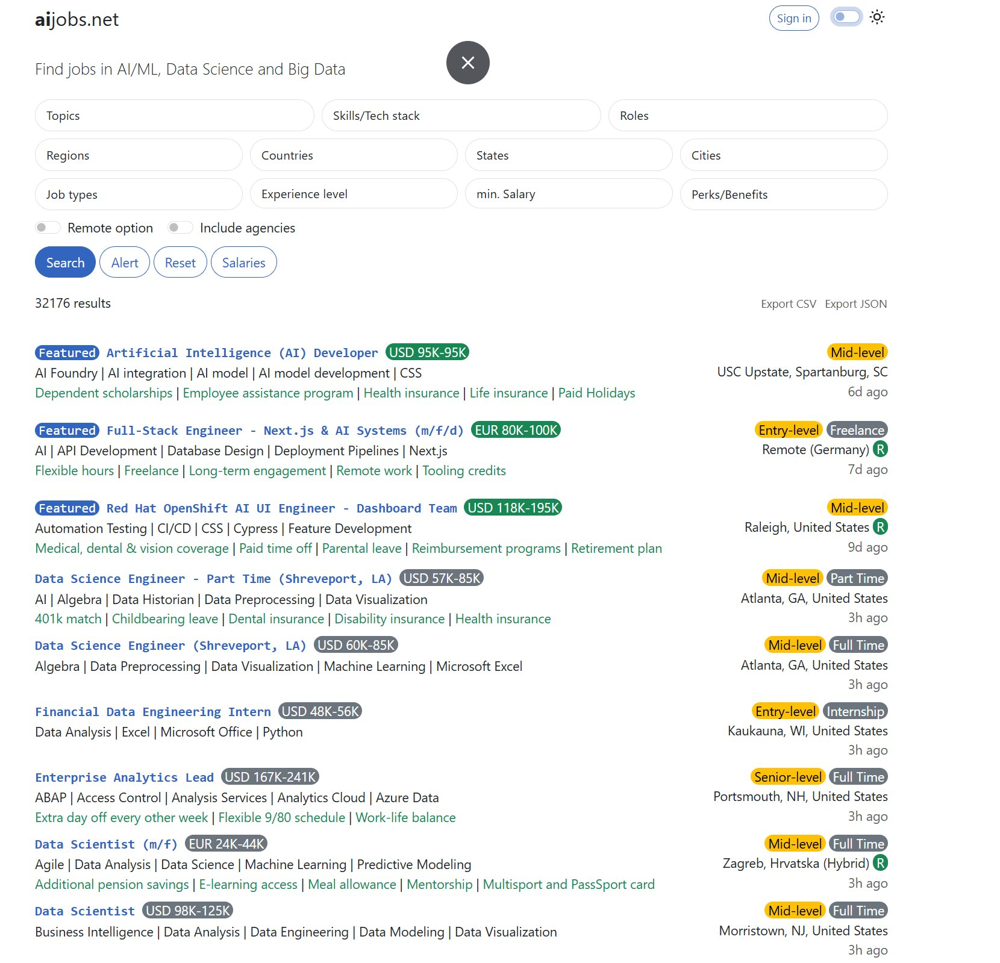 aijobs.net
Sign in
Find jobs in AI/ML, Data Science and Big Data
Topics
Skills/Tech stack
Roles
Regions
Countries
States
Cities
Job types
Experience level
min. Salary
Perks/Benefits
Remote option
Include agencies
Search
Alert
Reset
Salaries
32176 results
Export CSV
Export JSON
Featured Artificial Intelligence (AI) Developer USD 95K-95K
Mid-level
AI Foundry | AI integration | AI model | AI model development | CSS
USC Upstate, Spartanburg, SC
Dependent scholarships | Employee assistance program | Health insurance | Life insurance | Paid Holidays
6d ago
Featured Full-Stack Engineer - Next.js & AI Systems (m/f/d) EUR 80K-100K
Entry-level Freelance
AI | API Development | Database Design | Deployment Pipelines | Next.js
Remote (Germany) R
Flexible hours | Freelance | Long-term engagement | Remote work | Tooling credits
7d ago
Featured Red Hat OpenShift AI UI Engineer - Dashboard Team USD 118K-195K
Mid-level
Automation Testing | CI/CD | CSS | Cypress | Feature Development
Raleigh, United States R
Medical, dental & vision coverage | Paid time off | Parental leave | Reimbursement programs | Retirement plan
9d ago
Data Science Engineer - Part Time (Shreveport, LA) USD 57K-85K
Mid-level Part Time
AI | Algebra | Data Historian | Data Preprocessing | Data Visualization
Atlanta, GA, United States
401k match | Childbearing leave | Dental insurance | Disability insurance | Health insurance
3h ago
Data Science Engineer (Shreveport, LA) USD 60K-85K
Mid-level Full Time
Algebra | Data Preprocessing | Data Visualization | Machine Learning | Microsoft Excel
Atlanta, GA, United States
3h ago
Financial Data Engineering Intern USD 48K-56K
Entry-level Internship
Data Analysis | Excel | Microsoft Office | Python
Kaukauna, WI, United States
3h ago
Enterprise Analytics Lead USD 167K-241K
Senior-level Full Time
ABAP | Access Control | Analysis Services | Analytics Cloud | Azure Data
Portsmouth, NH, United States
Extra day off every other week | Flexible 9/80 schedule | Work-life balance
3h ago
Data Scientist (m/f) EUR 24K-44K
Mid-level Full Time
Agile | Data Analysis | Data Science | Machine Learning | Predictive Modeling
Zagreb, Hrvatska (Hybrid) R
Additional pension savings | E-learning access | Meal allowance | Mentorship | Multisport and PassSport card
3h ago
Data Scientist USD 98K-125K
Mid-level Full Time
Business Intelligence | Data Analysis | Data Engineering | Data Modeling | Data Visualization
Morristown, NJ, United States
3h ago